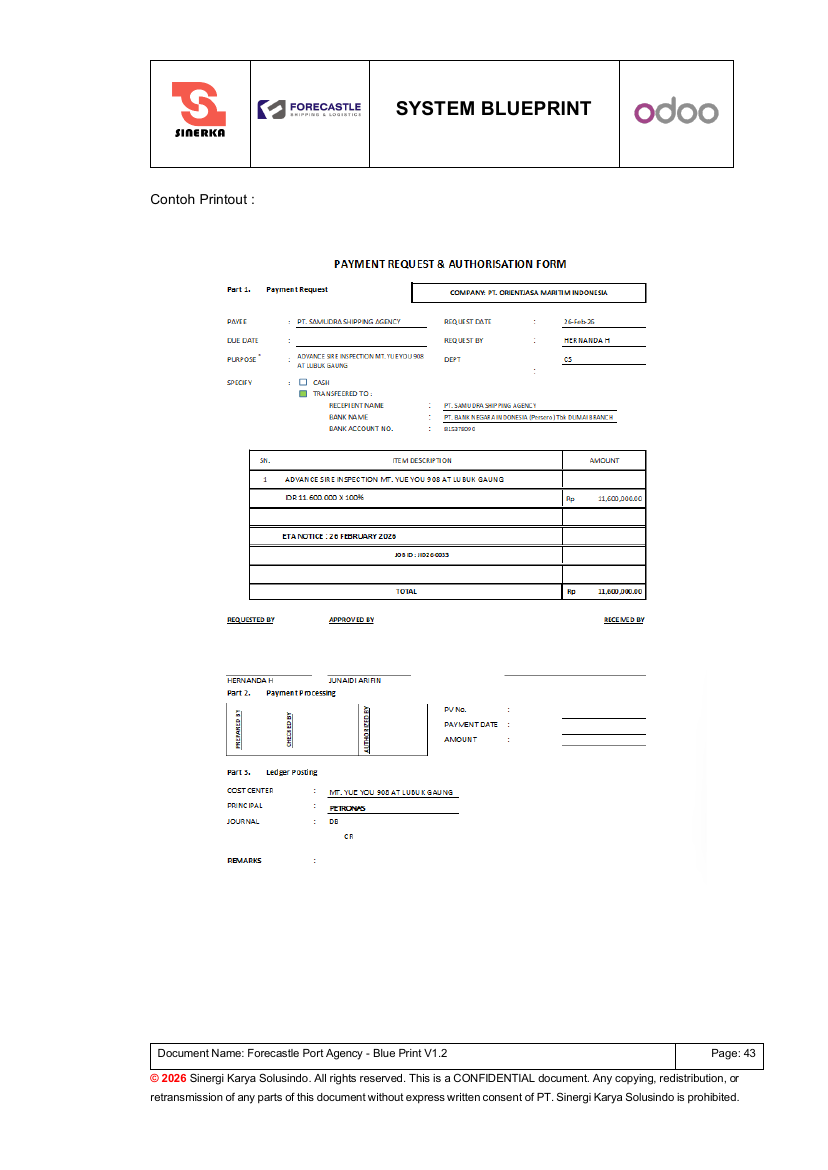 SINERKA
FORECASTLE
SHIPPING & LOGISTICS
SYSTEM BLUEPRINT
odoo
Contoh Printout :
PAYMENT REQUEST & AUTHORISATION FORM
Part 1. Payment Request
COMPANY: PT. ORIENTJASA MARITIM INDONESIA
PAYEE : PT. SAMUDRA SHIPPING AGENCY REQUEST DATE : 26-Feb-26
DUE DATE : REQUEST BY : HERNANDA H
PURPOSE * : ADVANCE SIRE INSPECTION MT. YUE YOU 908 AT LUBUK GAUNG DEPT : CS
SPECIFY : CASH
TRANSFERED TO :
RECEPIENT NAME : PT. SAMUDRA SHIPPING AGENCY
BANK NAME : PT. BANK NEGARA INDONESIA (Persero) Tbk DUMAI BRANCH
BANK ACCOUNT NO. :
SN. ITEM DESCRIPTION AMOUNT
1 ADVANCE SIRE INSPECTION MT. YUE YOU 908 AT LUBUK GAUNG
IDR 11.600.000 X 100% Rp 11,600,000.00
ETA NOTICE : 26 FEBRUARY 2026
JOB ID :
TOTAL Rp 11,600,000.00
REQUESTED BY APPROVED BY RECEIVED BY
HERNANDA H JUNAIDI ARIFIN
Part 2. Payment Processing
PREPARED BY CHECKED BY AUTHORIZED BY
PV No. :
PAYMENT DATE :
AMOUNT :
Part 3. Ledger Posting
COST CENTER : MT. YUE YOU 908 AT LUBUK GAUNG
PRINCIPAL : PETRONAS
JOURNAL : DB
CR
REMARKS :
Document Name: Forecastle Port Agency - Blue Print V1.2 Page: 43
© 2026 Sinergi Karya Solusindo. All rights reserved. This is a CONFIDENTIAL document. Any copying, redistribution, or
retransmission of any parts of this document without express written consent of PT. Sinergi Karya Solusindo is prohibited.